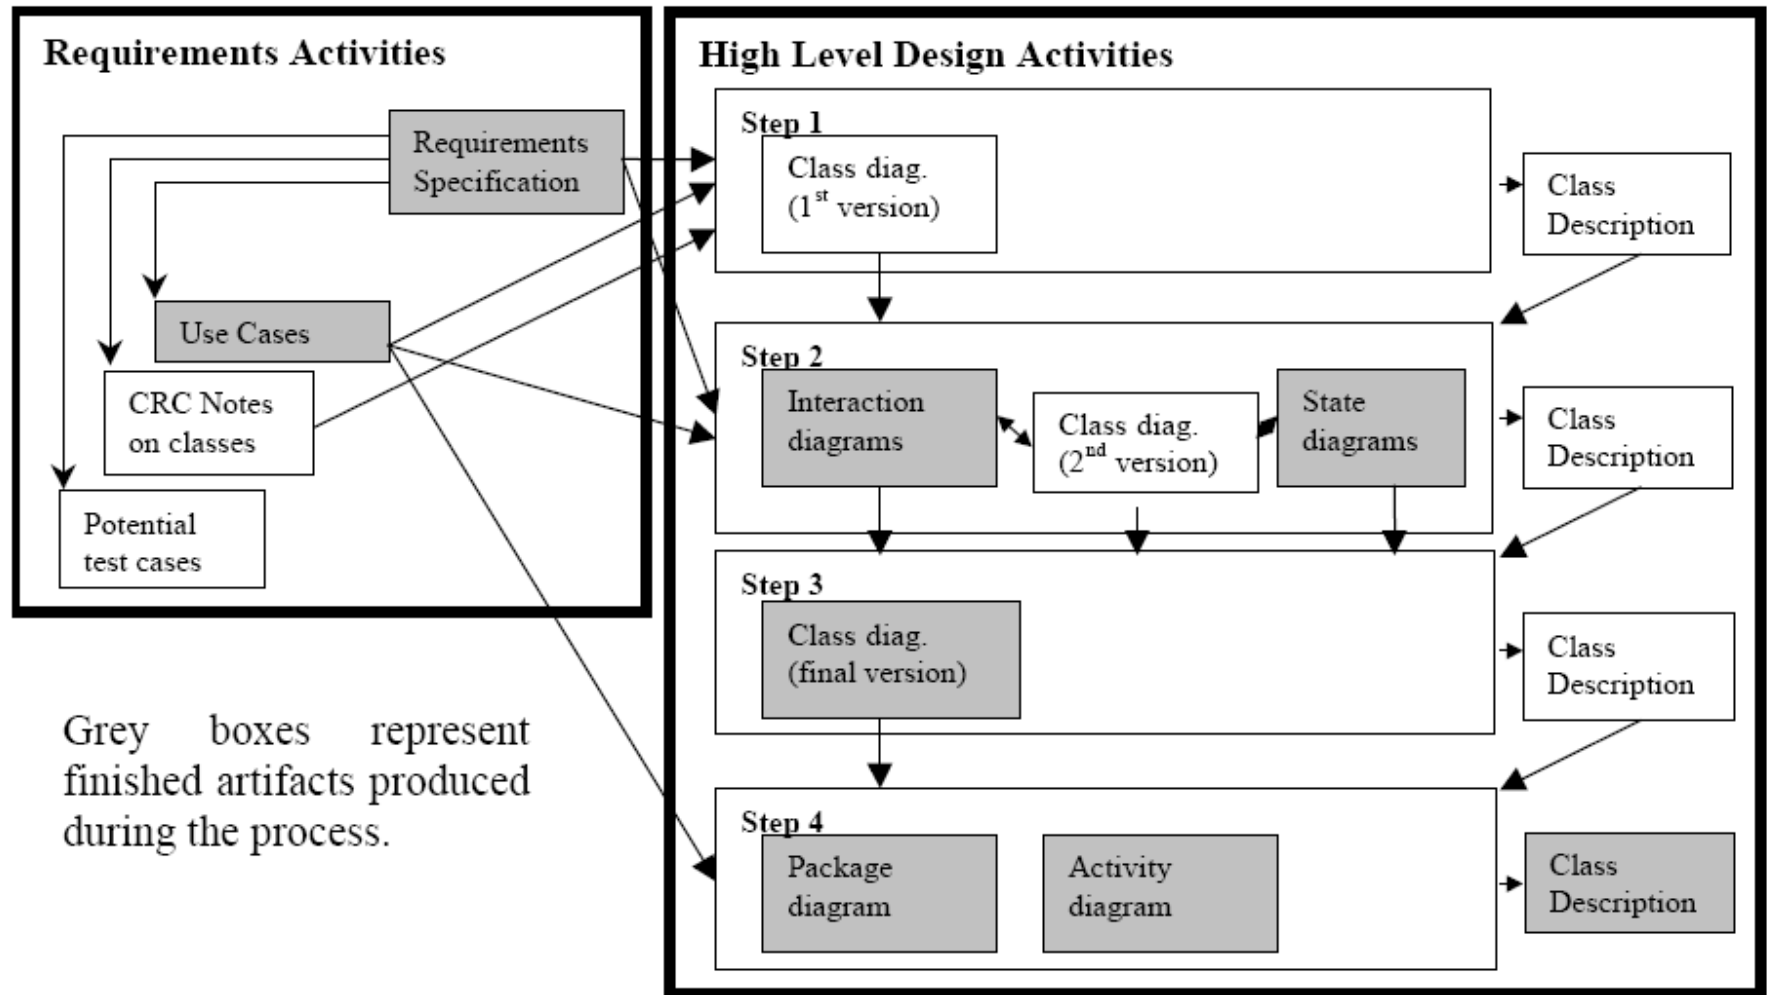 Requirements Activities
Requirements
Specification
Use Cases
CRC Notes
on classes
Potential
test cases
Grey boxes represent
finished artifacts produced
during the process.
High Level Design Activities
Step 1
Class diag.
(1st version)
Class
Description
Step 2
Interaction
diagrams
Class diag.
(2nd version)
State
diagrams
Class
Description
Step 3
Class diag.
(final version)
Class
Description
Step 4
Package
diagram
Activity
diagram
Class
Description